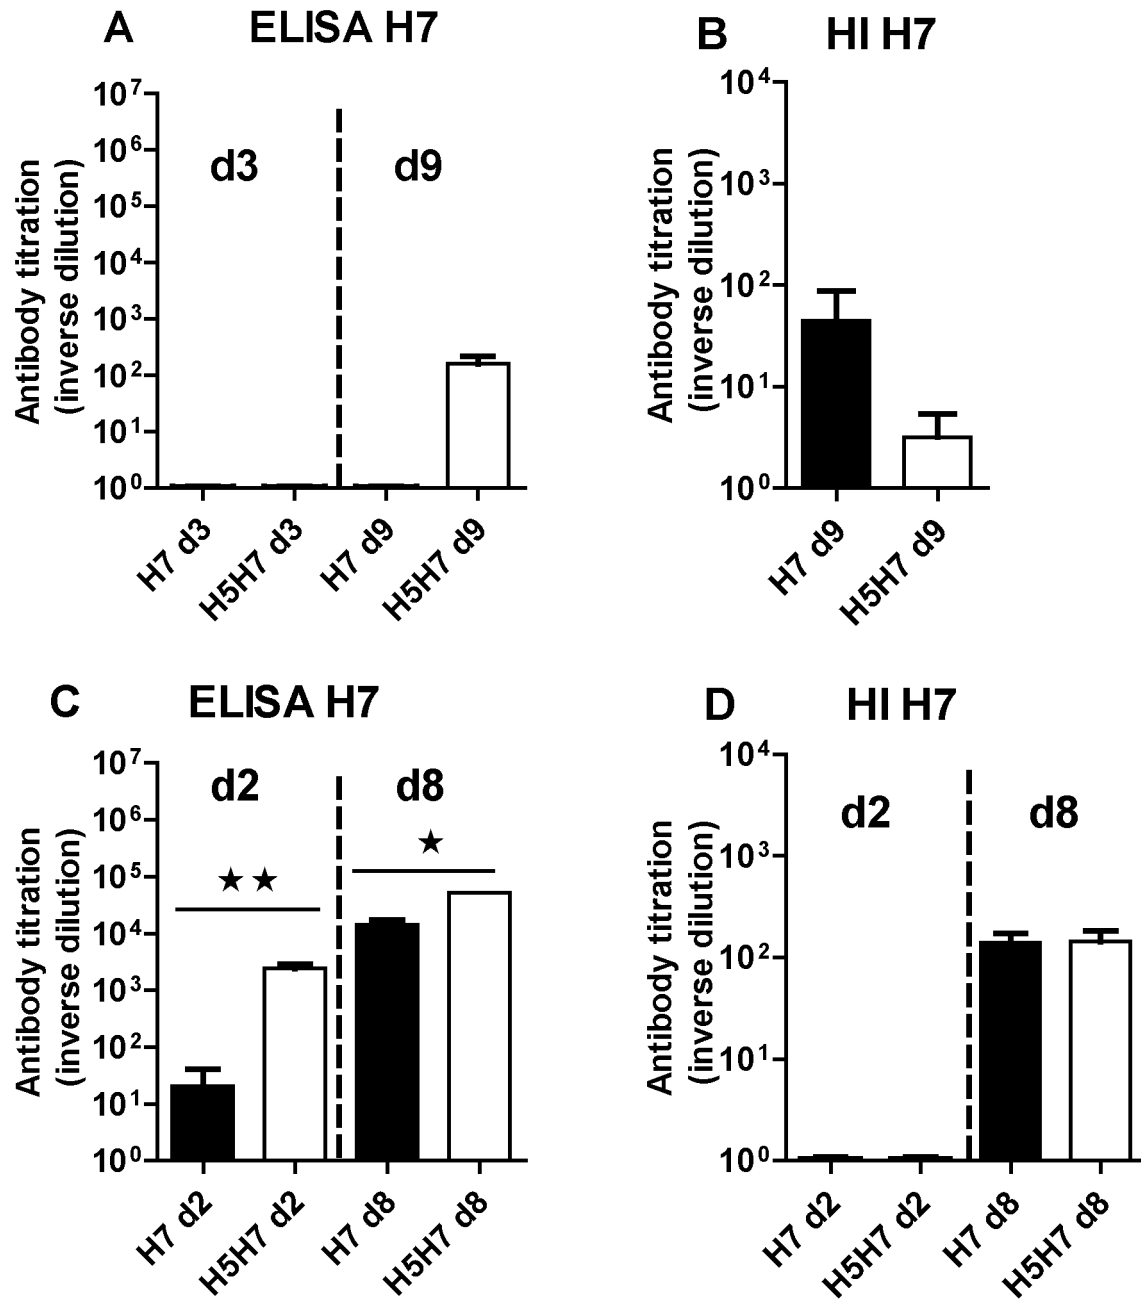 A ELISA H7
Antibody titration
(inverse dilution)
10⁷
10⁶
10⁵
10⁴
10³
10²
10¹
10⁰
d3 d9
H7 d3
H5H7 d3
H7 d9
H5H7 d9
B HI H7
Antibody titration
(inverse dilution)
10⁴
10³
10²
10¹
10⁰
H7 d9
H5H7 d9
C ELISA H7
Antibody titration
(inverse dilution)
10⁷
10⁶
10⁵
10⁴
10³
10²
10¹
10⁰
d2 d8
★★ ★
H7 d2
H5H7 d2
H7 d8
H5H7 d8
D HI H7
Antibody titration
(inverse dilution)
10⁴
10³
10²
10¹
10⁰
d2 d8
H7 d2
H5H7 d2
H7 d8
H5H7 d8